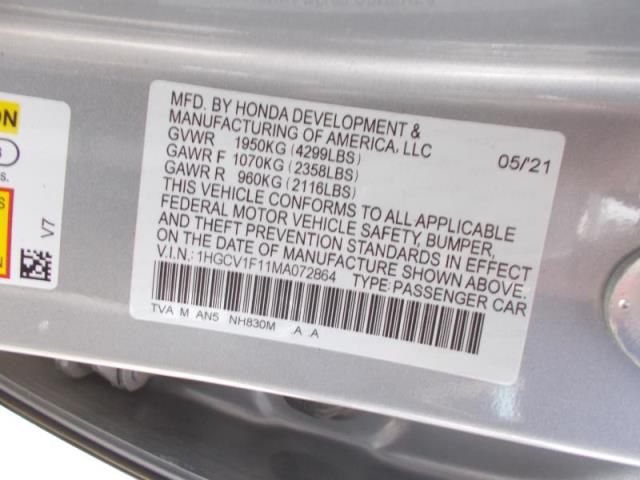 MFD. BY HONDA DEVELOPMENT &
MANUFACTURING OF AMERICA, LLC
GVWR 1950KG (4299LBS) 05/'21
GAWR F 1070KG (2358LBS)
GAWR R 960KG (2116LBS)
THIS VEHICLE CONFORMS TO ALL APPLICABLE
FEDERAL MOTOR VEHICLE SAFETY, BUMPER,
AND THEFT PREVENTION STANDARDS IN EFFECT
ON THE DATE OF MANUFACTURE SHOWN ABOVE.
V.I.N.: 1HGCV1F11MA072864 TYPE: PASSENGER CAR
TVA M AN5 NH830M A .A
ON
s.
S
N
V7